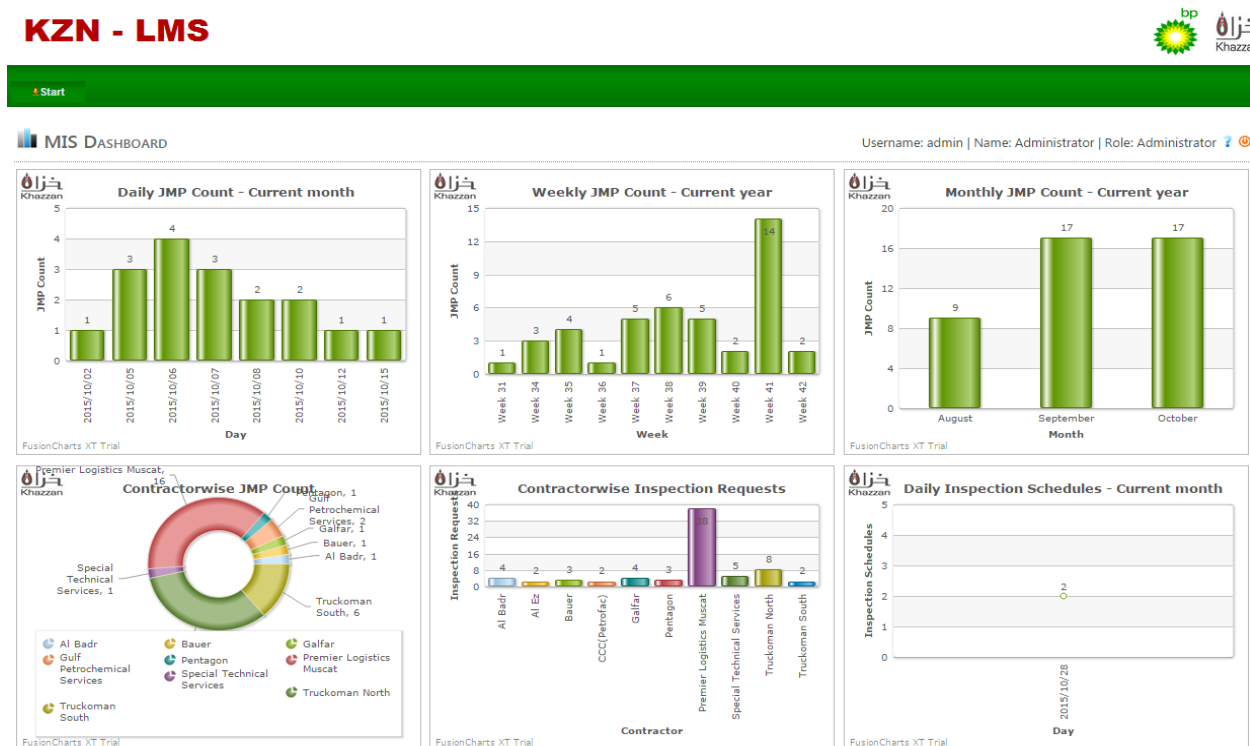 KZN - LMS
bp
خزان
Khazza
Start
MIS DASHBOARD
Username: admin | Name: Administrator | Role: Administrator ?
خزان
Khazzan
Daily JMP Count - Current month
5
4
3
2
1
0
JMP Count
1
3
4
3
2
2
1
1
2015/10/02
2015/10/05
2015/10/06
2015/10/07
2015/10/08
2015/10/10
2015/10/12
2015/10/15
Day
FusionCharts XT Trial
خزان
Khazzan
Weekly JMP Count - Current year
15
12
9
6
3
0
JMP Count
1
3
4
1
5
6
5
2
14
2
Week 31
Week 34
Week 35
Week 36
Week 37
Week 38
Week 39
Week 40
Week 41
Week 42
Week
FusionCharts XT Trial
خزان
Khazzan
Monthly JMP Count - Current year
20
16
12
8
4
0
JMP Count
9
17
17
August
September
October
Month
FusionCharts XT Trial
خزان
Khazzan
Contractorwise JMP Count
Premier Logistics Muscat,
16
Pentagon, 1
Gulf
Petrochemical
Services, 2
Galfar, 1
Bauer, 1
Al Badr, 1
Truckoman
South, 6
Special
Technical
Services, 1
Al Badr
Bauer
Galfar
Gulf
Petrochemical
Services
Pentagon
Premier Logistics
Muscat
Special Technical
Services
Truckoman North
Truckoman
South
FusionCharts XT Trial
خزان
Khazzan
Contractorwise Inspection Requests
40
32
24
16
8
0
Inspection Requests
4
2
3
2
4
3
38
5
8
2
Al Badr
Al Ez
Bauer
CCC(Petrofac)
Galfar
Pentagon
Premier Logistics Muscat
Special Technical Services
Truckoman North
Truckoman South
Contractor
FusionCharts XT Trial
خزان
Khazzan
Daily Inspection Schedules - Current month
5
4
3
2
1
0
Inspection Schedules
2
2015/10/28
Day
FusionCharts XT Trial